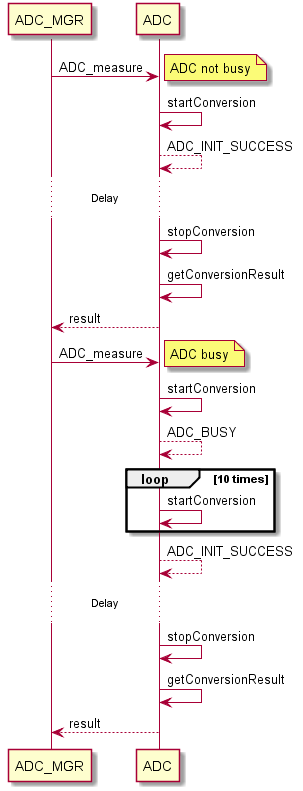 ADC_MGR
ADC
ADC_measure
ADC not busy
startConversion
ADC_INIT_SUCCESS
Delay
stopConversion
getConversionResult
result
ADC_measure
ADC busy
startConversion
ADC_BUSY
loop
[10 times]
startConversion
ADC_INIT_SUCCESS
Delay
stopConversion
getConversionResult
result
ADC_MGR
ADC